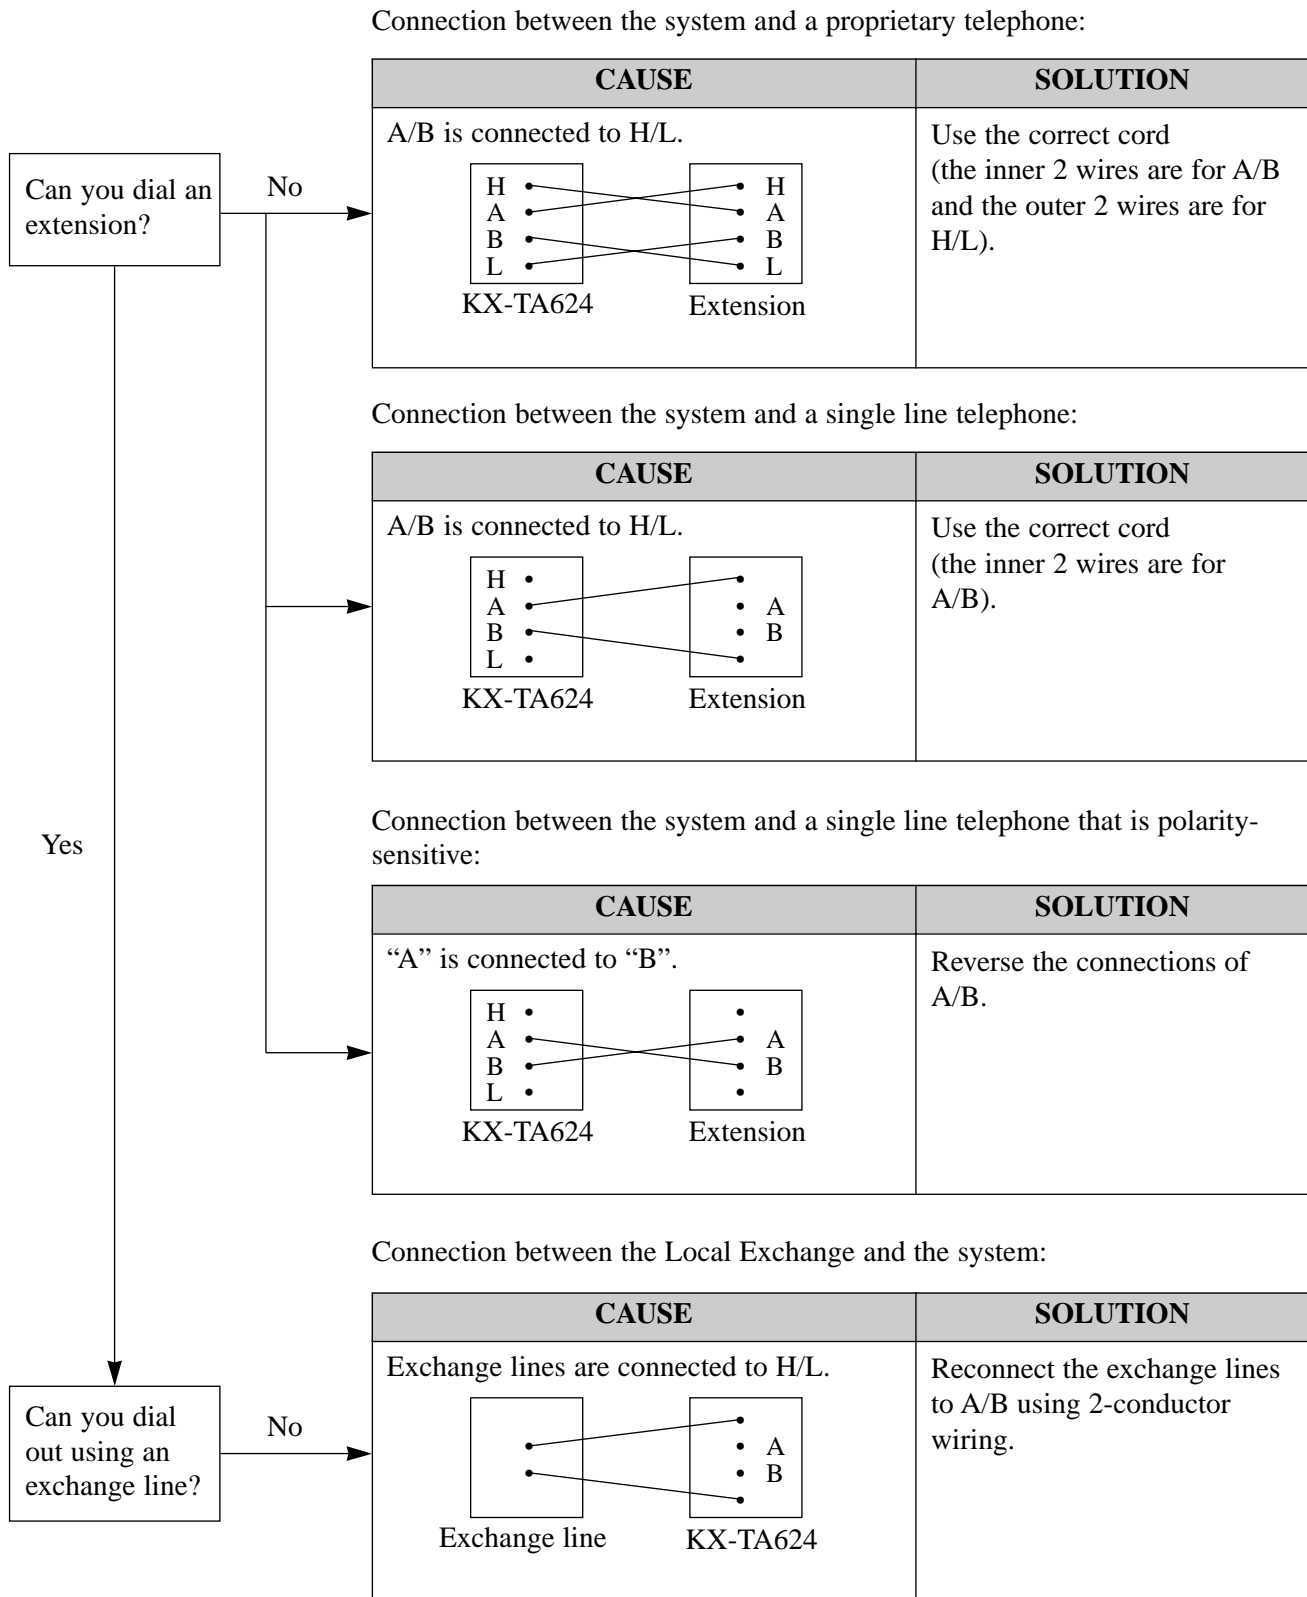 Connection between the system and a proprietary telephone:
CAUSE
SOLUTION
Can you dial an
extension?
No
A/B is connected to H/L.
H
A
B
L
H
A
B
L
KX-TA624
Extension
Use the correct cord
(the inner 2 wires are for A/B
and the outer 2 wires are for
H/L).
Connection between the system and a single line telephone:
CAUSE
SOLUTION
A/B is connected to H/L.
H
A
B
L
A
B
KX-TA624
Extension
Use the correct cord
(the inner 2 wires are for
A/B).
Yes
Connection between the system and a single line telephone that is polarity-
sensitive:
CAUSE
SOLUTION
“A” is connected to “B”.
H
A
B
L
A
B
KX-TA624
Extension
Reverse the connections of
A/B.
Connection between the Local Exchange and the system:
CAUSE
SOLUTION
Can you dial
out using an
exchange line?
No
Exchange lines are connected to H/L.
A
B
Exchange line
KX-TA624
Reconnect the exchange lines
to A/B using 2-conductor
wiring.